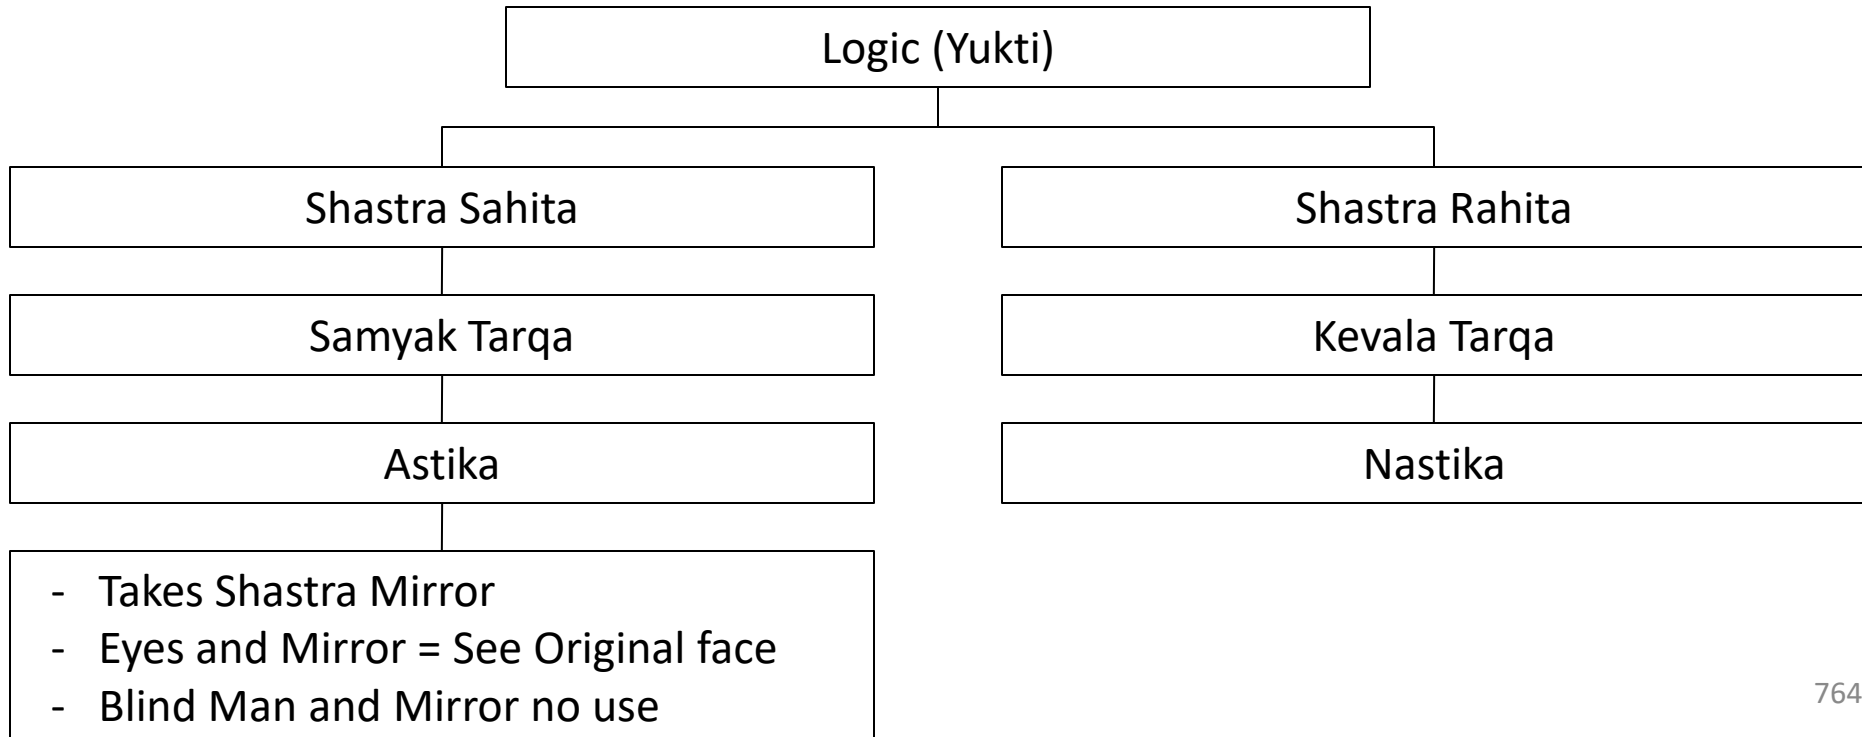 Logic (Yukti)
Shastra Sahita
Shastra Rahita
Samyak Tarqa
Kevala Tarqa
Astika
Nastika
- Takes Shastra Mirror
- Eyes and Mirror = See Original face
- Blind Man and Mirror no use
764